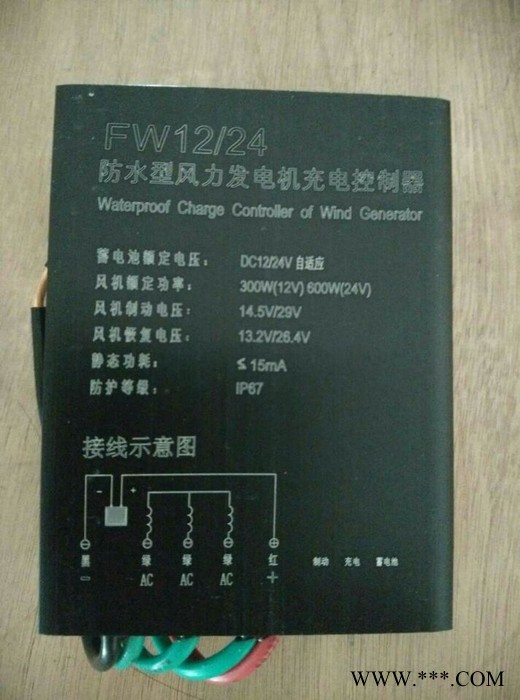 FW12/24
防水型风力发电机充电控制器
Waterproof Charge Controller of Wind Generator
蓄电池额定电压： DC12/24V 自适应
风机额定功率： 300W(12V) 600W(24V)
风机制动电压： 14.5V/29V
风机恢复电压： 13.2V/26.4V
静态功耗： ≤15mA
防护等级： IP67
接线示意图
- +
黑 绿 绿 绿 红 制动 充电 蓄电池
- AC AC AC +
WWW.***.COM